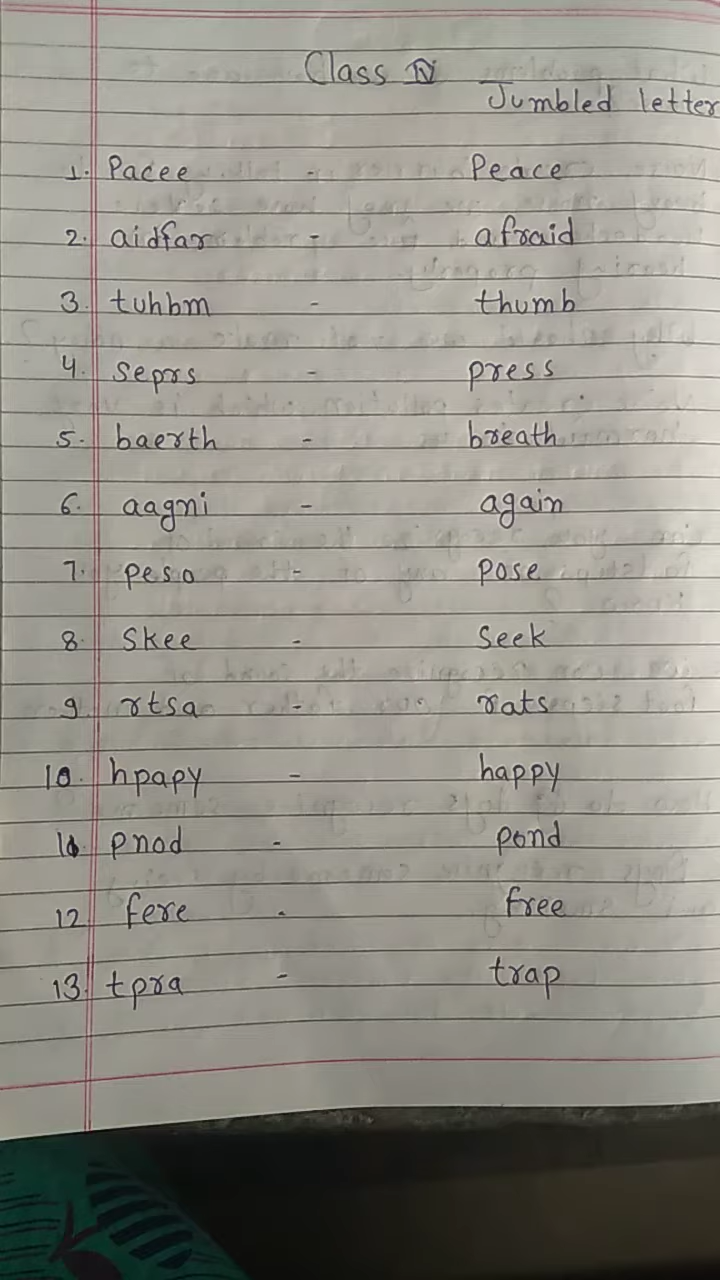 Class IV
Jumbled letter
1. Pacee - Peace
2. aidfar - afraid
3. tuhbm - thumb
4. seprs - press
5. baerth - breath
6. aagni - again
7. peso - pose
8. Skee - Seek
9 rtsa - rats
10. hpapy - happy
11 pnod - pond
12. fere - free
13. tpra - trap